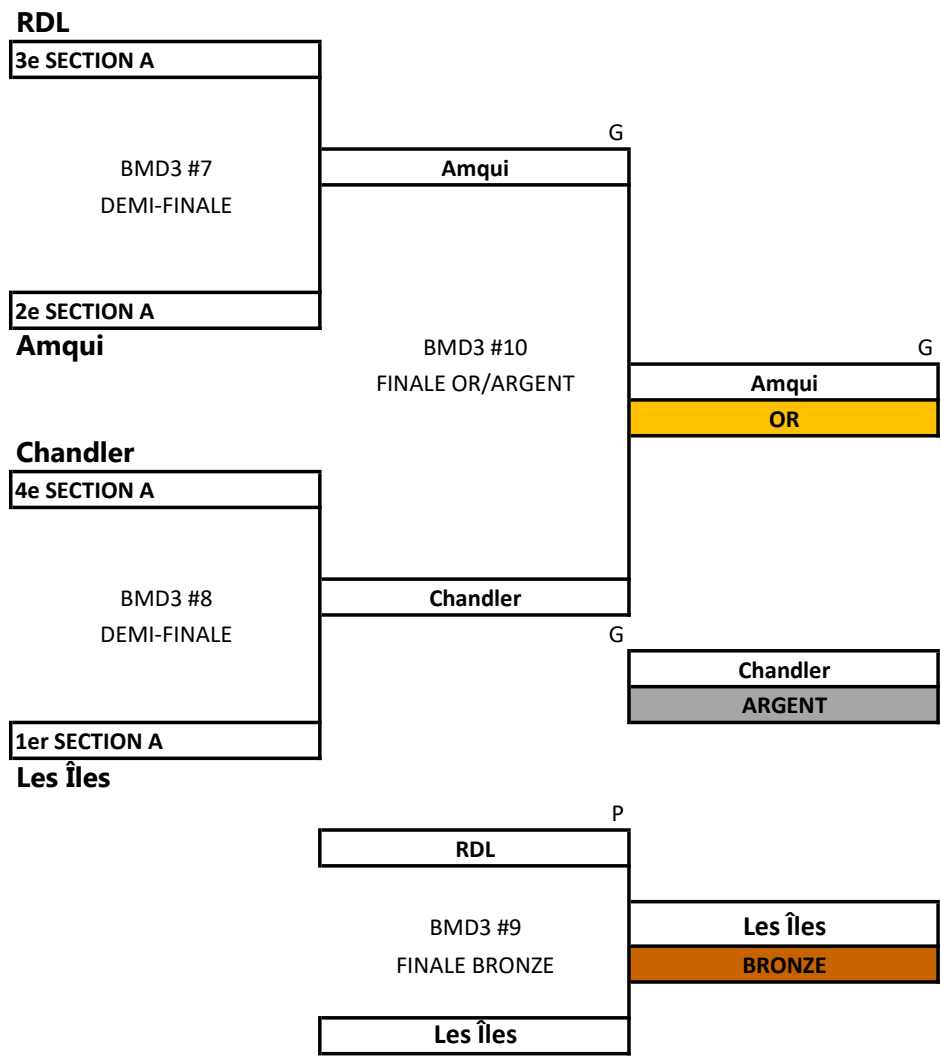 RDL
3e SECTION A
G
BMD3 #7
Amqui
DEMI-FINALE
2e SECTION A
Amqui
BMD3 #10
G
FINALE OR/ARGENT
Amqui
OR
Chandler
4e SECTION A
BMD3 #8
Chandler
DEMI-FINALE
G
Chandler
ARGENT
1er SECTION A
Les Îles
P
RDL
BMD3 #9
Les Îles
FINALE BRONZE
BRONZE
Les Îles